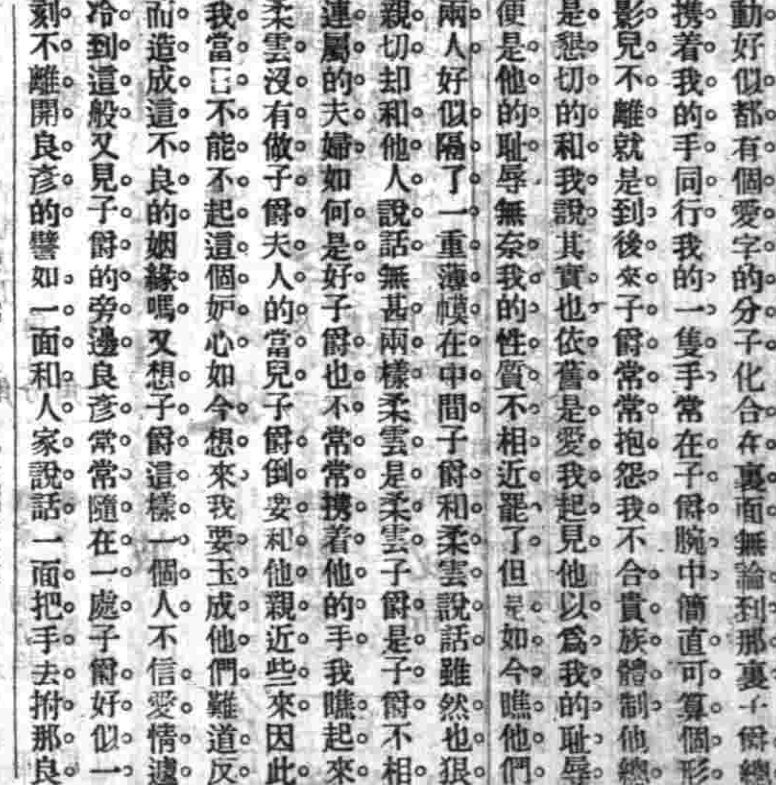 動好似都有個愛字的分子化合在裏面無論到那裏子爵總
携着我的手同行我的一隻手常在子爵腕中簡直可算個形
影兒不離就是到後來子爵常常抱怨我不合貴族體制他總
是懇切的和我說其實也依舊是愛我起見他以爲我的耻辱
便是他的耻辱無奈我的性質不相近罷了但是如今瞧他們
兩人好似隔了一重薄幙在中間子爵和柔雲說話雖然也狠
親切却和他人說話無甚兩樣柔雲是柔雲子爵是子爵不相
連屬的夫婦如何是好子爵也不常常携着他的手我瞧起來
柔雲沒有做子爵夫人的當兒子爵倒要和他親近些來因此
我當日不能不起這個妒心如今想來我要玉成他們難道反
而造成這不良的姻緣嗎又想子爵這樣一個人不信愛情遽
冷到這般又見子爵的旁邊良彥常常隨在一處子爵好似一
刻不離開良彥的譬如一面和人家說話一面把手去拊那良